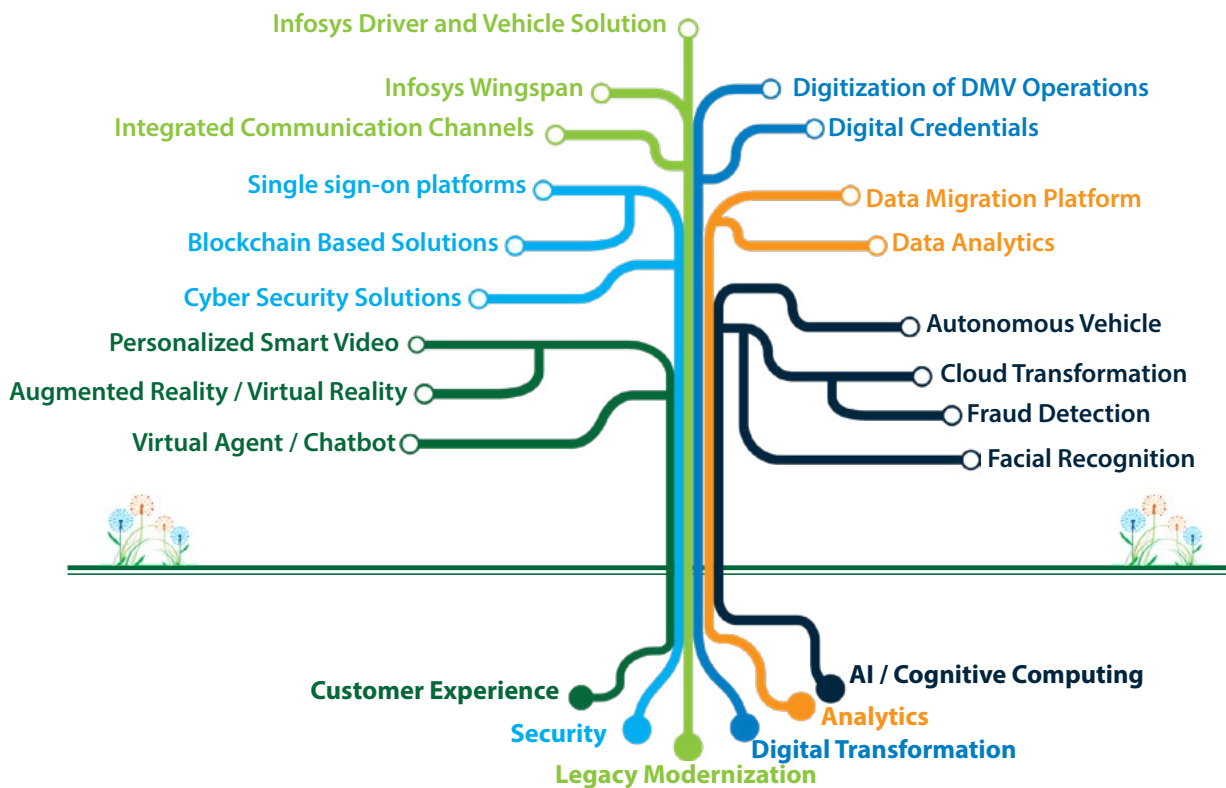 Infosys Driver and Vehicle Solution
Infosys Wingspan
Digitization of DMV Operations
Integrated Communication Channels
Digital Credentials
Single sign-on platforms
Data Migration Platform
Blockchain Based Solutions
Data Analytics
Cyber Security Solutions
Autonomous Vehicle
Personalized Smart Video
Cloud Transformation
Augmented Reality / Virtual Reality
Fraud Detection
Virtual Agent / Chatbot
Facial Recognition
AI / Cognitive Computing
Customer Experience
Analytics
Security
Digital Transformation
Legacy Modernization